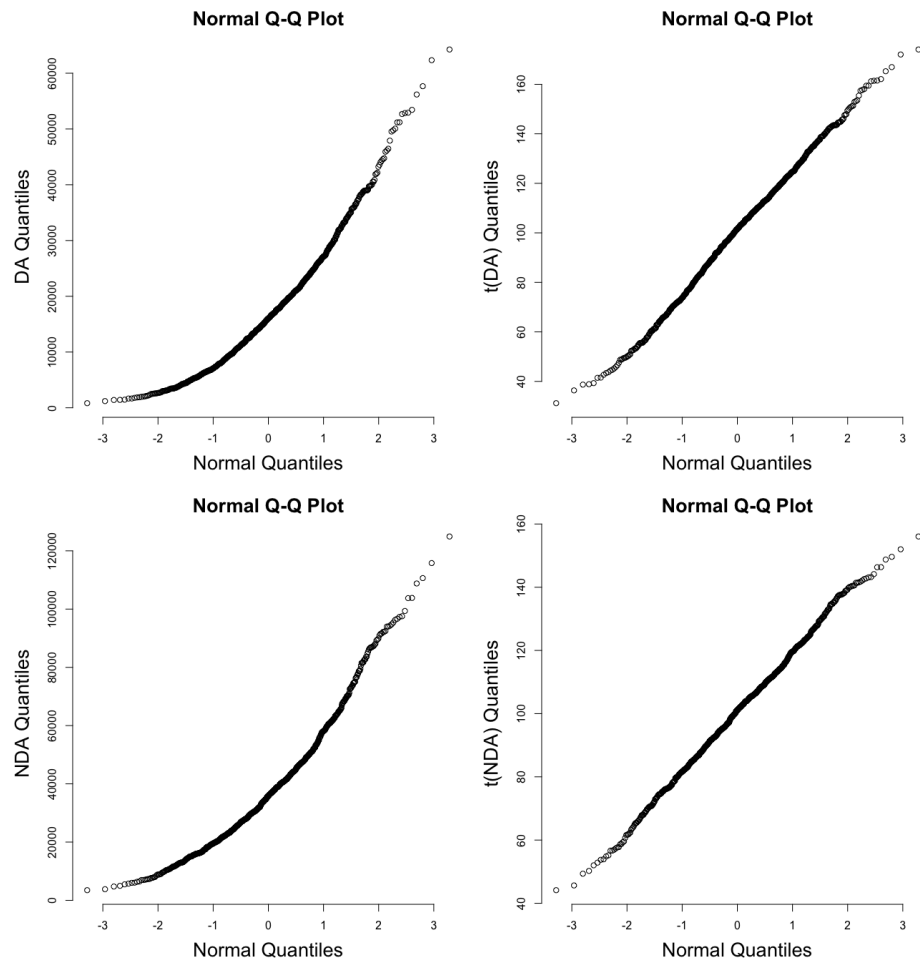 Normal Q-Q Plot
DA Quantiles
60000
50000
40000
30000
20000
10000
0
-3 -2 -1 0 1 2 3
Normal Quantiles
Normal Q-Q Plot
t(DA) Quantiles
160
140
120
100
80
60
40
-3 -2 -1 0 1 2 3
Normal Quantiles
Normal Q-Q Plot
NDA Quantiles
120000
100000
80000
60000
40000
20000
0
-3 -2 -1 0 1 2 3
Normal Quantiles
Normal Q-Q Plot
t(NDA) Quantiles
160
140
120
100
80
60
40
-3 -2 -1 0 1 2 3
Normal Quantiles